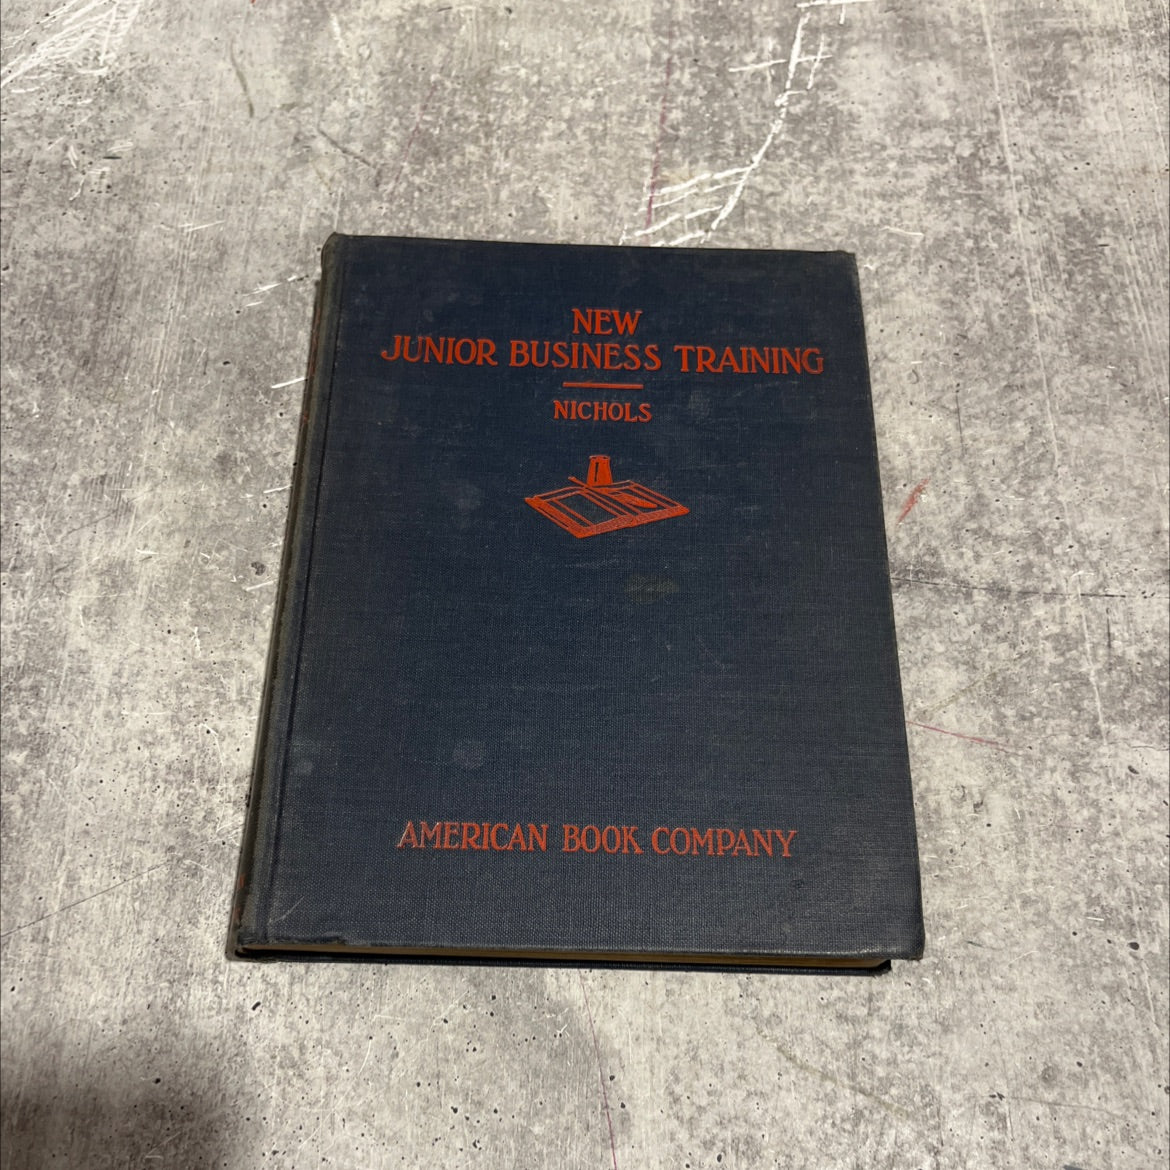 NEW
JUNIOR BUSINESS TRAINING
NICHOLS
AMERICAN BOOK COMPANY